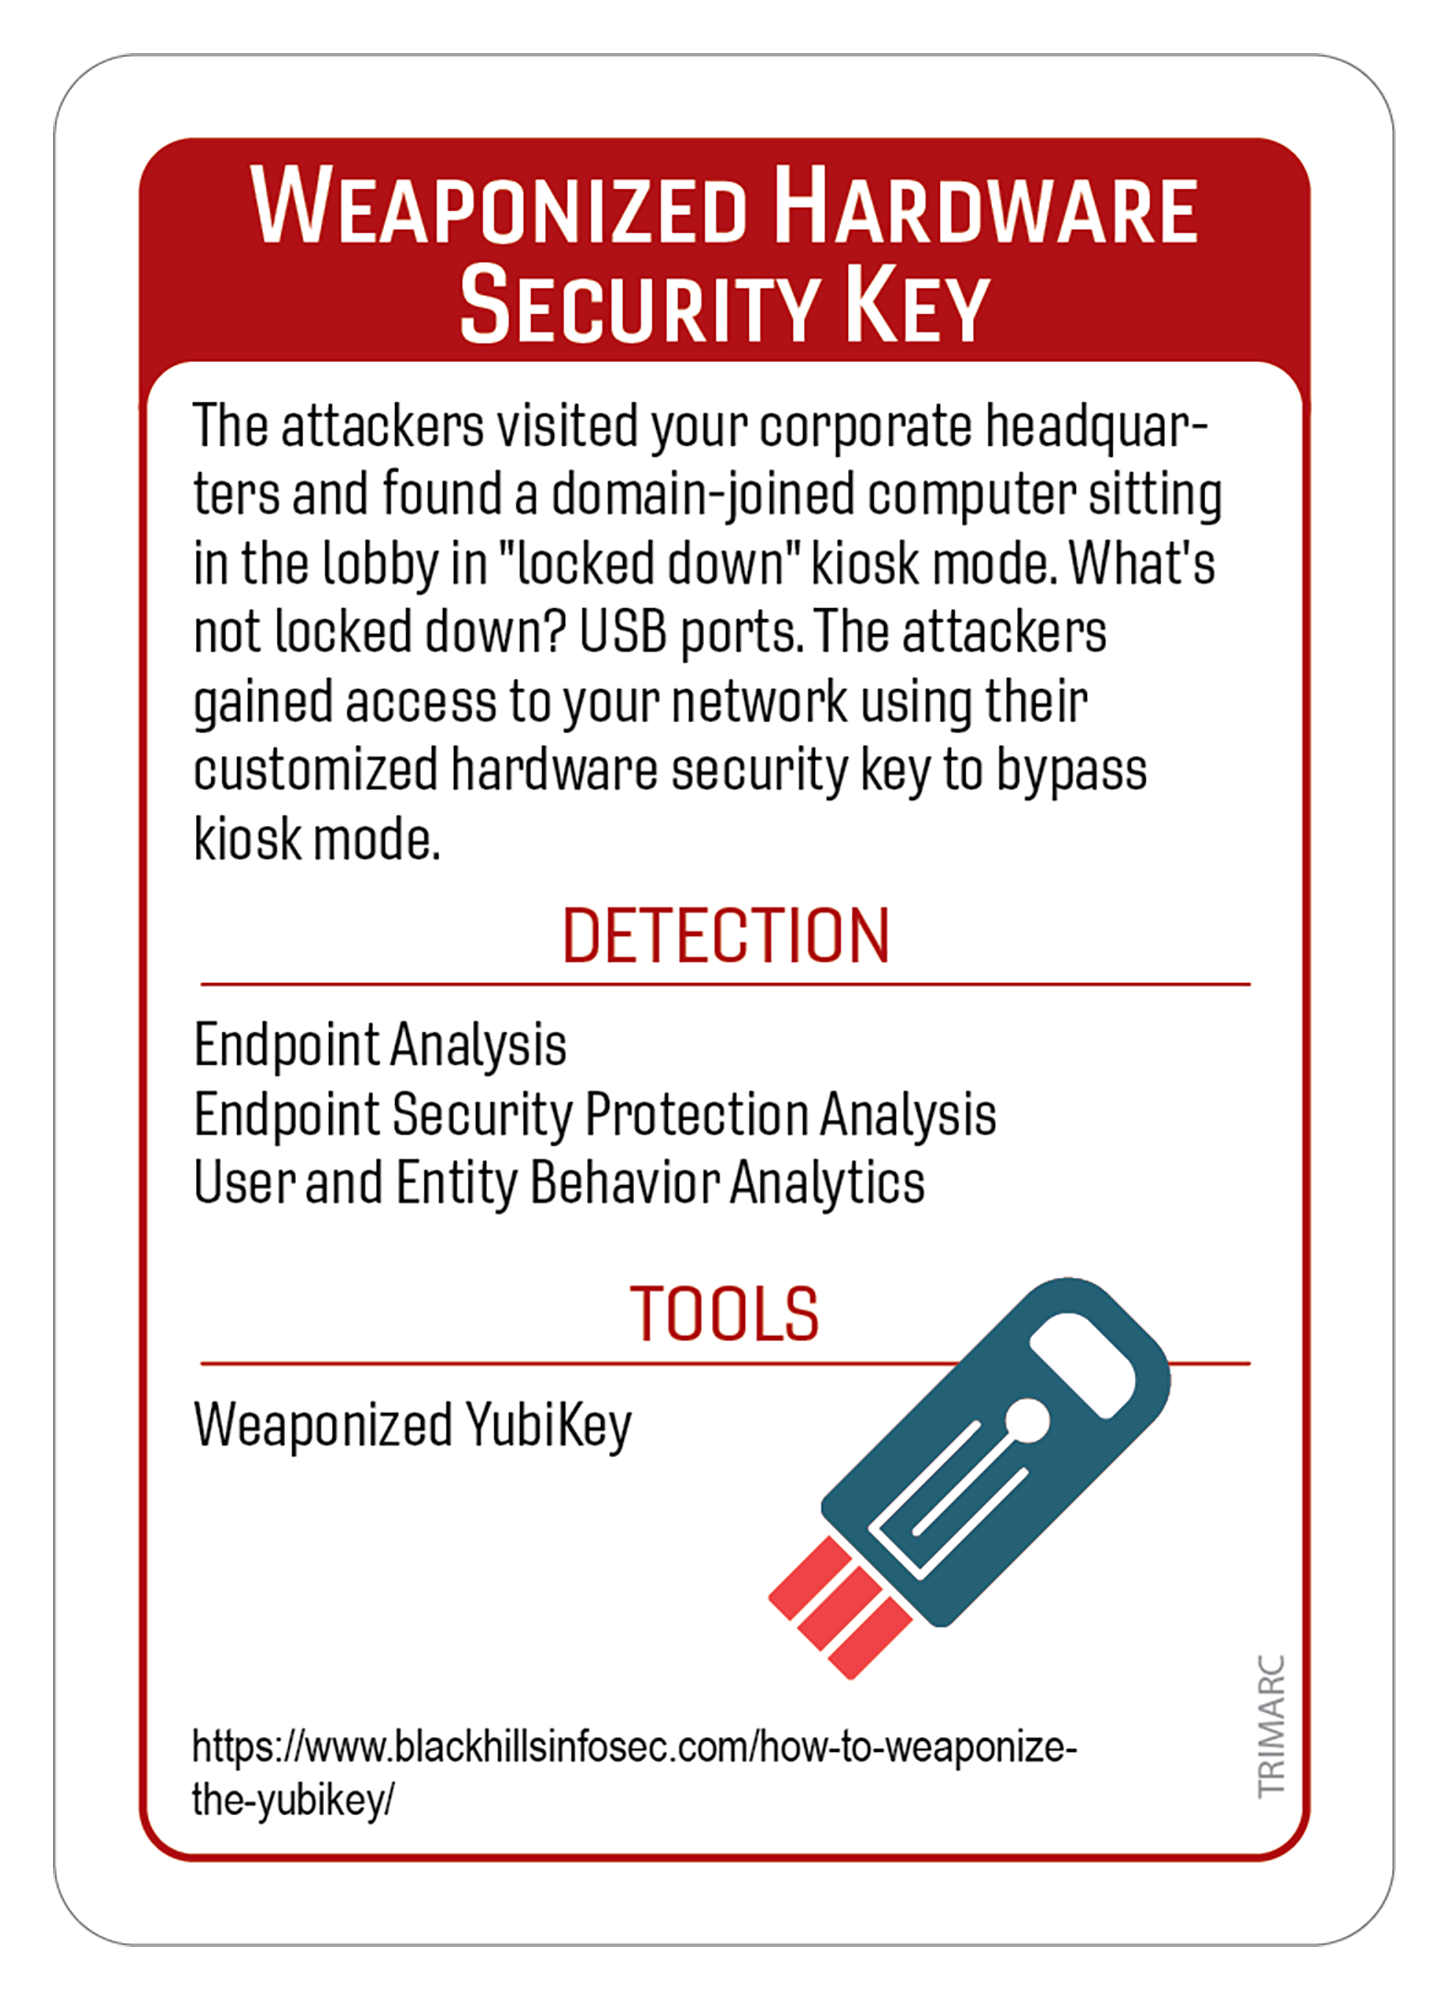 WEAPONIZED HARDWARE
SECURITY KEY
The attackers visited your corporate headquar-
ters and found a domain-joined computer sitting
in the lobby in "locked down" kiosk mode. What's
not locked down? USB ports. The attackers
gained access to your network using their
customized hardware security key to bypass
kiosk mode.
DETECTION
Endpoint Analysis
Endpoint Security Protection Analysis
User and Entity Behavior Analytics
TOOLS
Weaponized YubiKey
https://www.blackhillsinfosec.com/how-to-weaponize-
the-yubikey/
TRIMARC